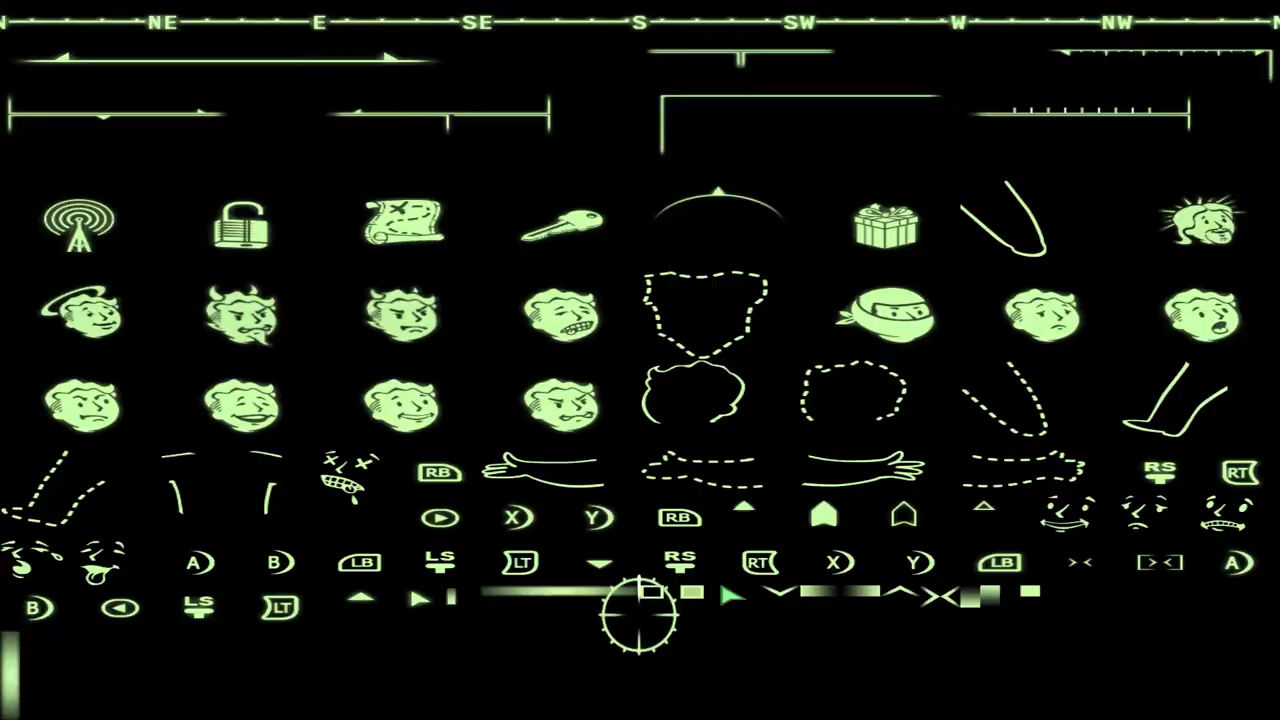 N NE E SE S SW W NW N
RB RS RT
X Y RB
A B LB LS LT RS RT X Y LB A
B LS LT